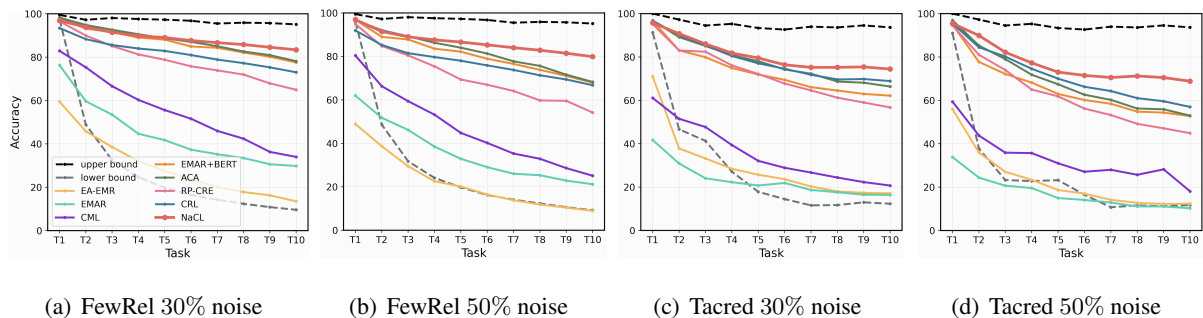 100
80
60
40
20
0
Accuracy
upper bound
lower bound
EA-EMR
EMAR
CML
EMAR+BERT
ACA
RP-CRE
CRL
NaCL
T1 T2 T3 T4 T5 T6 T7 T8 T9 T10
Task
100
80
60
40
20
0
T1 T2 T3 T4 T5 T6 T7 T8 T9 T10
Task
100
80
60
40
20
0
T1 T2 T3 T4 T5 T6 T7 T8 T9 T10
Task
100
80
60
40
20
0
T1 T2 T3 T4 T5 T6 T7 T8 T9 T10
Task
(a) FewRel 30% noise
(b) FewRel 50% noise
(c) Tacred 30% noise
(d) Tacred 50% noise